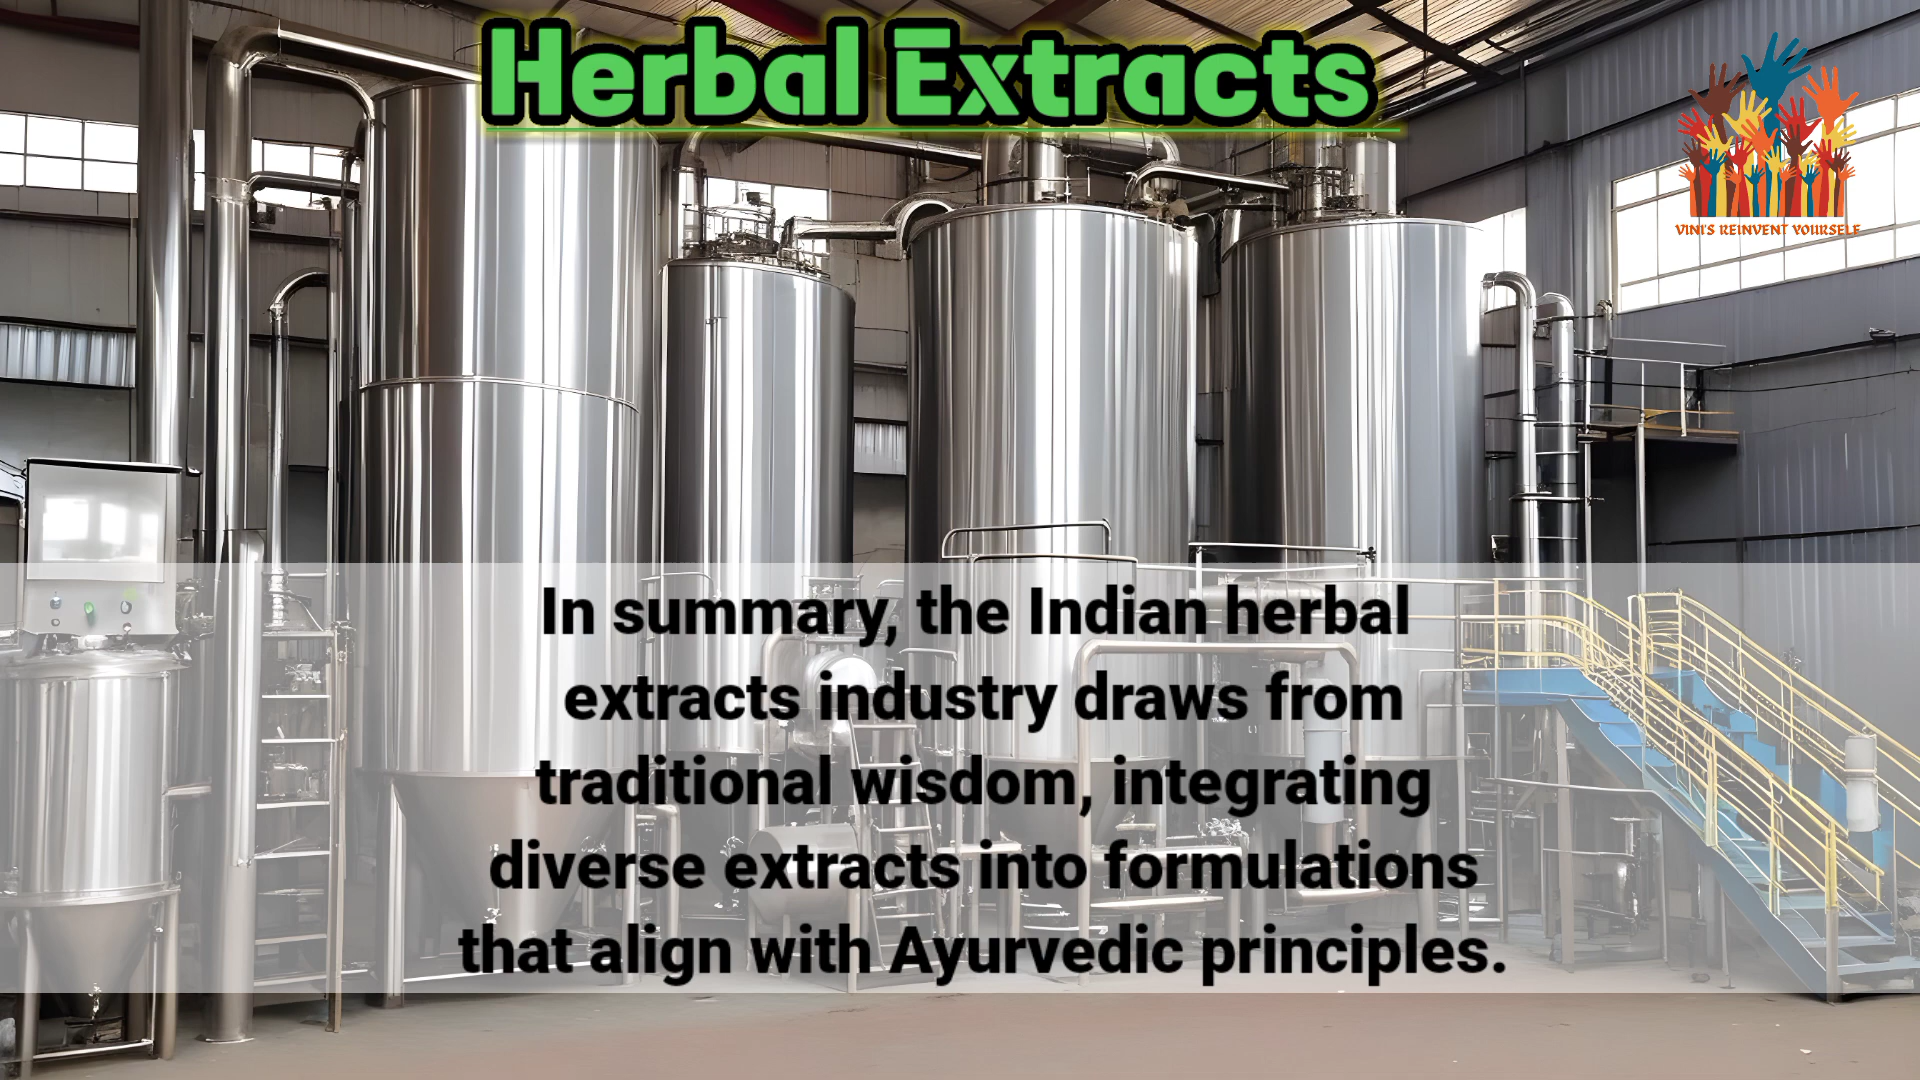 Herbal Extracts
VINI'S REINVENT YOURSELF
In summary, the Indian herbal
extracts industry draws from
traditional wisdom, integrating
diverse extracts into formulations
that align with Ayurvedic principles.